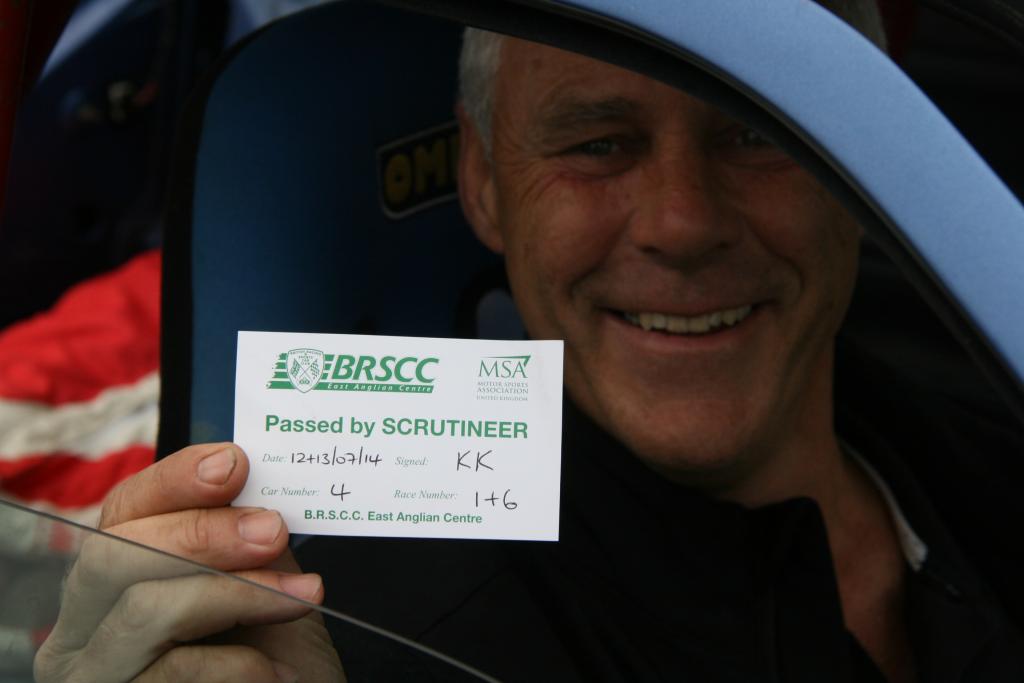 OMP
BRSCC
East Anglian Centre
MSA
MOTOR SPORTS
ASSOCIATION
UNITED KINGDOM
Passed by SCRUTINEER
Date: 12+13/07/14 Signed: KK
Car Number: 4 Race Number: 1+6
B.R.S.C.C. East Anglian Centre